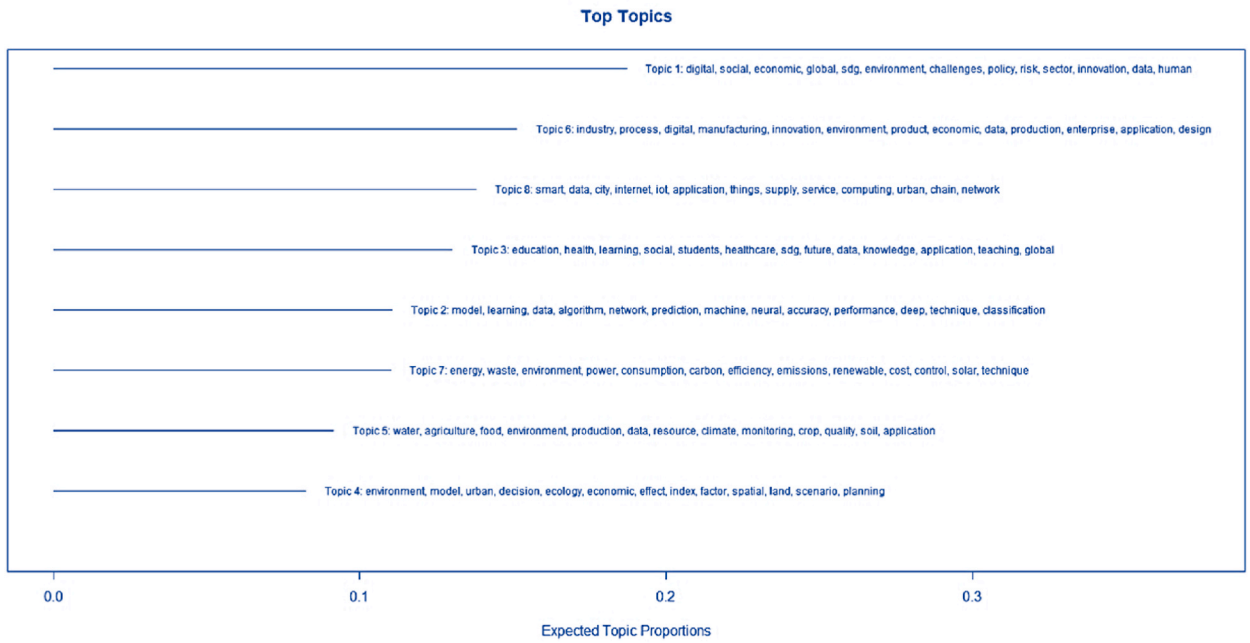 Top Topics
Topic 1: digital, social, economic, global, sdg, environment, challenges, policy, risk, sector, innovation, data, human
Topic 6: industry, process, digital, manufacturing, innovation, environment, product, economic, data, production, enterprise, application, design
Topic 8: smart, data, city, internet, iot, application, things, supply, service, computing, urban, chain, network
Topic 3: education, health, learning, social, students, healthcare, sdg, future, data, knowledge, application, teaching, global
Topic 2: model, learning, data, algorithm, network, prediction, machine, neural, accuracy, performance, deep, technique, classification
Topic 7: energy, waste, environment, power, consumption, carbon, efficiency, emissions, renewable, cost, control, solar, technique
Topic 5: water, agriculture, food, environment, production, data, resource, climate, monitoring, crop, quality, soil, application
Topic 4: environment, model, urban, decision, ecology, economic, effect, index, factor, spatial, land, scenario, planning
0.0 0.1 0.2 0.3
Expected Topic Proportions